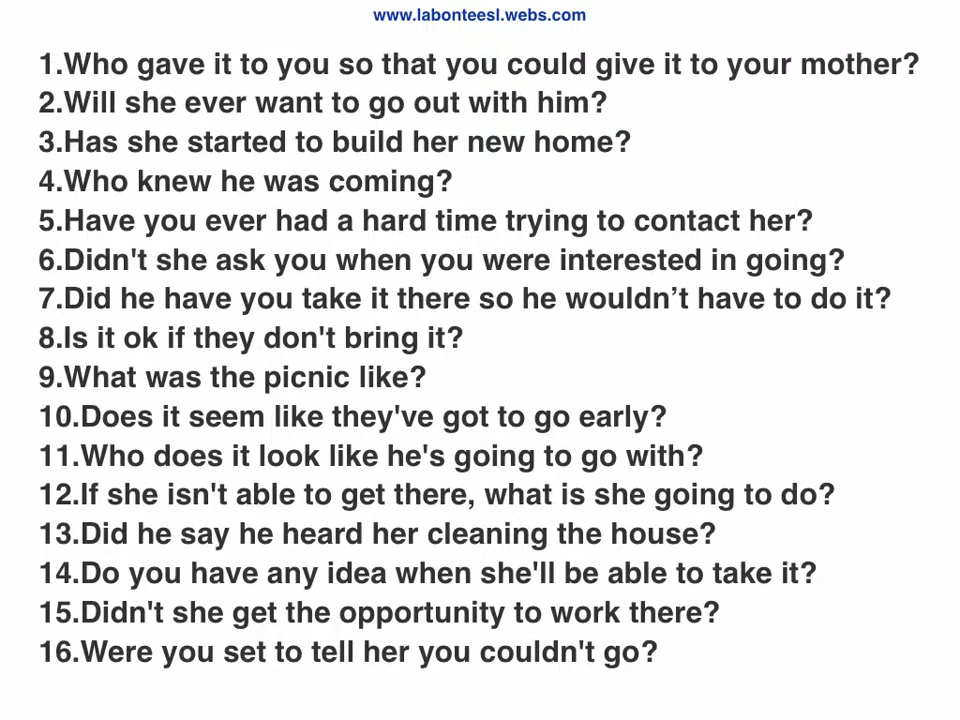 www.labonteesl.webs.com
1.Who gave it to you so that you could give it to your mother?
2.Will she ever want to go out with him?
3.Has she started to build her new home?
4.Who knew he was coming?
5.Have you ever had a hard time trying to contact her?
6.Didn't she ask you when you were interested in going?
7.Did he have you take it there so he wouldn’t have to do it?
8.Is it ok if they don't bring it?
9.What was the picnic like?
10.Does it seem like they've got to go early?
11.Who does it look like he's going to go with?
12.If she isn't able to get there, what is she going to do?
13.Did he say he heard her cleaning the house?
14.Do you have any idea when she'll be able to take it?
15.Didn't she get the opportunity to work there?
16.Were you set to tell her you couldn't go?